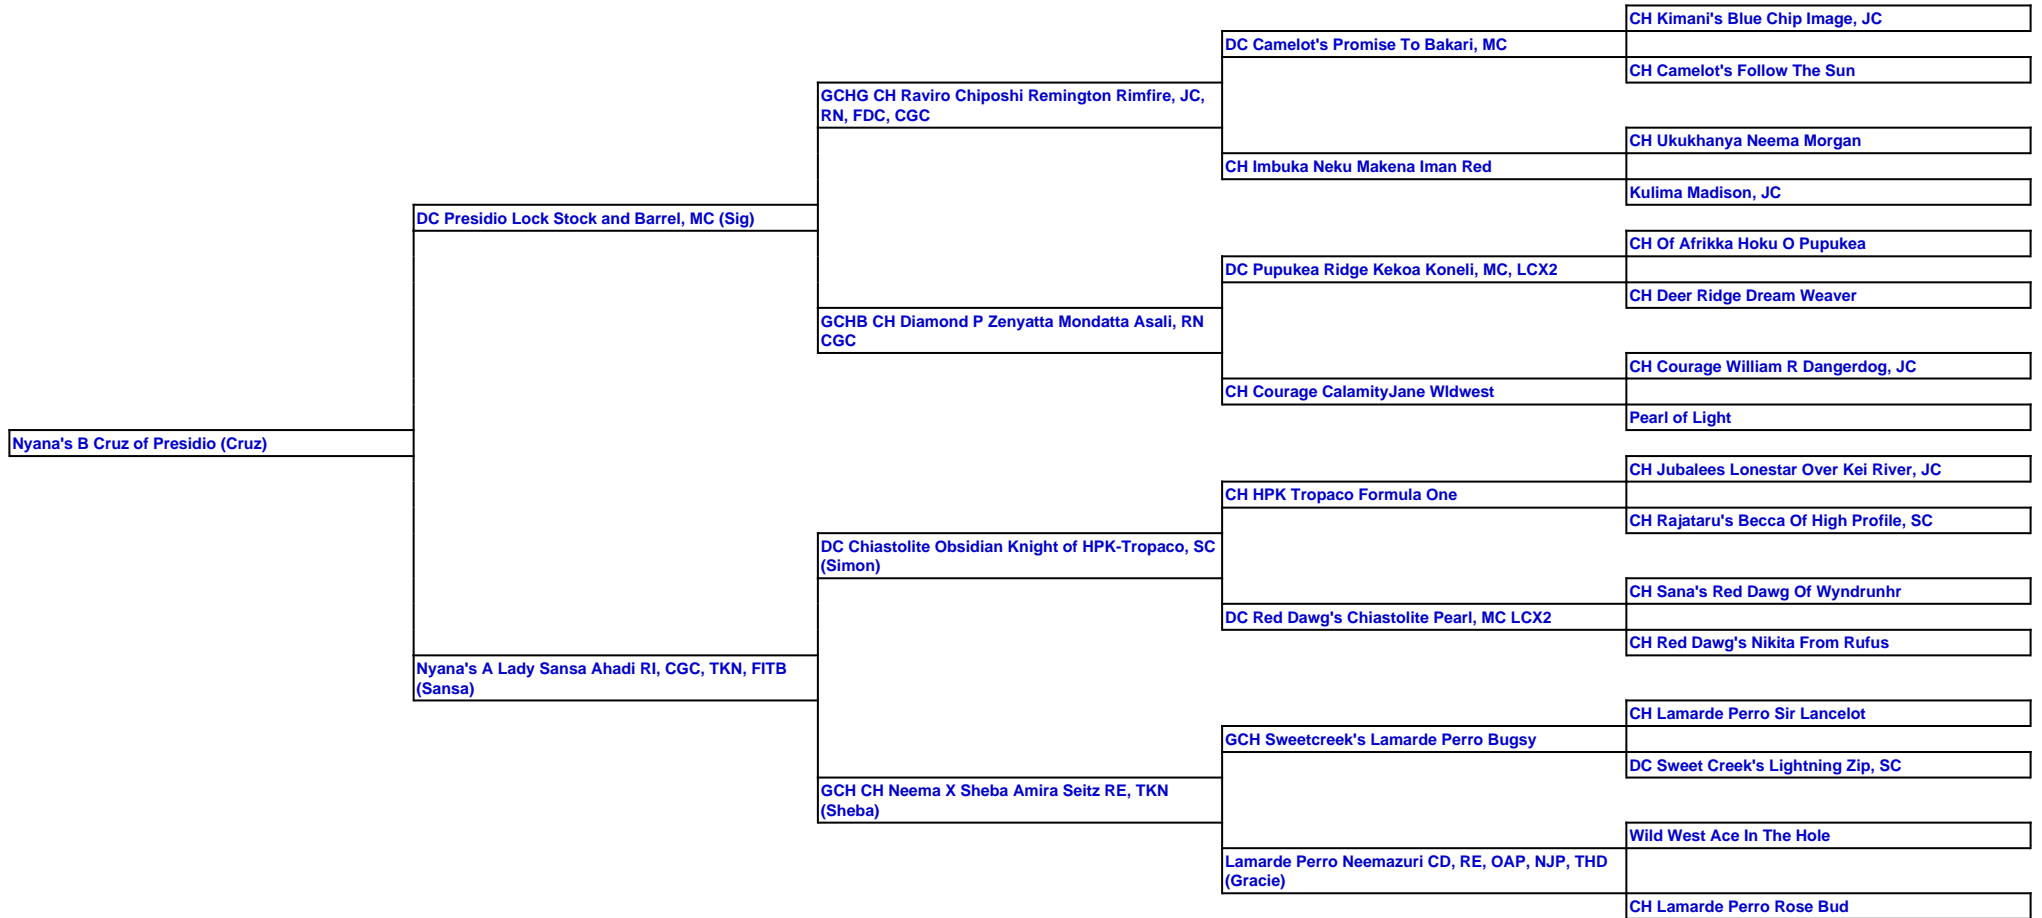 CH Kimani's Blue Chip Image, JC
DC Camelot's Promise To Bakari, MC
CH Camelot's Follow The Sun
GCHG CH Raviro Chiposhi Remington Rimfire, JC,
RN, FDC, CGC
CH Ukukhanya Neema Morgan
CH Imbuka Neku Makena Iman Red
Kulima Madison, JC
DC Presidio Lock Stock and Barrel, MC (Sig)
CH Of Afrikka Hoku O Pupukea
DC Pupukea Ridge Kekoa Koneli, MC, LCX2
CH Deer Ridge Dream Weaver
GCHB CH Diamond P Zenyatta Mondatta Asali, RN
CGC
CH Courage William R Dangerdog, JC
CH Courage CalamityJane Wldwest
Pearl of Light
Nyana's B Cruz of Presidio (Cruz)
CH Jubalees Lonestar Over Kei River, JC
CH HPK Tropaco Formula One
CH Rajataru's Becca Of High Profile, SC
DC Chiastolite Obsidian Knight of HPK-Tropaco, SC
(Simon)
CH Sana's Red Dawg Of Wyndrunhr
DC Red Dawg's Chiastolite Pearl, MC LCX2
CH Red Dawg's Nikita From Rufus
Nyana's A Lady Sansa Ahadi RI, CGC, TKN, FITB
(Sansa)
CH Lamarde Perro Sir Lancelot
GCH Sweetcreek's Lamarde Perro Bugsy
DC Sweet Creek's Lightning Zip, SC
GCH CH Neema X Sheba Amira Seitz RE, TKN
(Sheba)
Wild West Ace In The Hole
Lamarde Perro Neemazuri CD, RE, OAP, NJP, THD
(Gracie)
CH Lamarde Perro Rose Bud